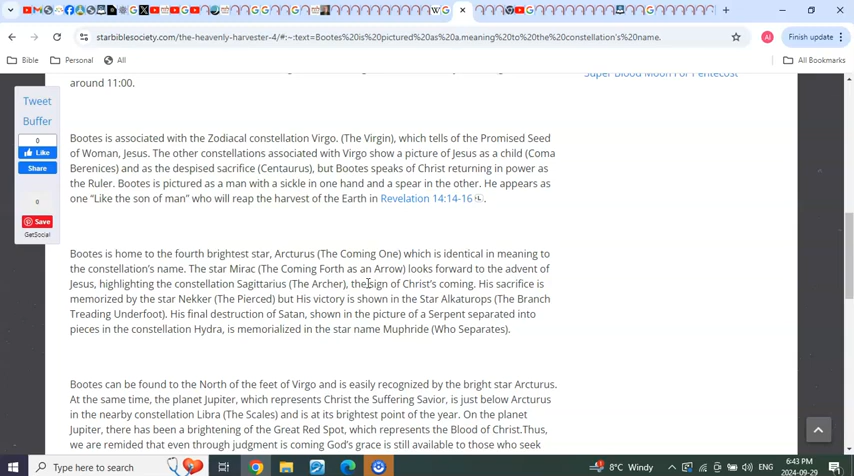 Finish update
starbiblesociety.com/the-heavenly-harvester-4/#:~:text=Bootes%20is%20pictured%20as%20a,meaning%20to%20the%20constellation's%20name.
Bible
Personal
All
All Bookmarks
Super Blood Moon For Pentecost
around 11:00.
Tweet
Buffer
0
Like
Share
0
Save
GetSocial
Bootes is associated with the Zodiacal constellation Virgo. (The Virgin), which tells of the Promised Seed
of Woman, Jesus. The other constellations associated with Virgo show a picture of Jesus as a child (Coma
Berenices) and as the despised sacrifice (Centaurus), but Bootes speaks of Christ returning in power as
the Ruler. Bootes is pictured as a man with a sickle in one hand and a spear in the other. He appears as
one “Like the son of man” who will reap the harvest of the Earth in Revelation 14:14-16.
Bootes is home to the fourth brightest star, Arcturus (The Coming One) which is identical in meaning to
the constellation’s name. The star Mirac (The Coming Forth as an Arrow) looks forward to the advent of
Jesus, highlighting the constellation Sagittarius (The Archer), the sign of Christ’s coming. His sacrifice is
memorized by the star Nekker (The Pierced) but His victory is shown in the Star Alkaturops (The Branch
Treading Underfoot). His final destruction of Satan, shown in the picture of a Serpent separated into
pieces in the constellation Hydra, is memorialized in the star name Muphride (Who Separates).
Bootes can be found to the North of the feet of Virgo and is easily recognized by the bright star Arcturus.
At the same time, the planet Jupiter, which represents Christ the Suffering Savior, is just below Arcturus
in the nearby constellation Libra (The Scales) and is at its brightest point of the year. On the planet
Jupiter, there has been a brightening of the Great Red Spot, which represents the Blood of Christ.Thus,
we are remided that even through judgment is coming God’s grace is still available to those who seek
Type here to search
8°C Windy
ENG
6:43 PM
2024-09-29